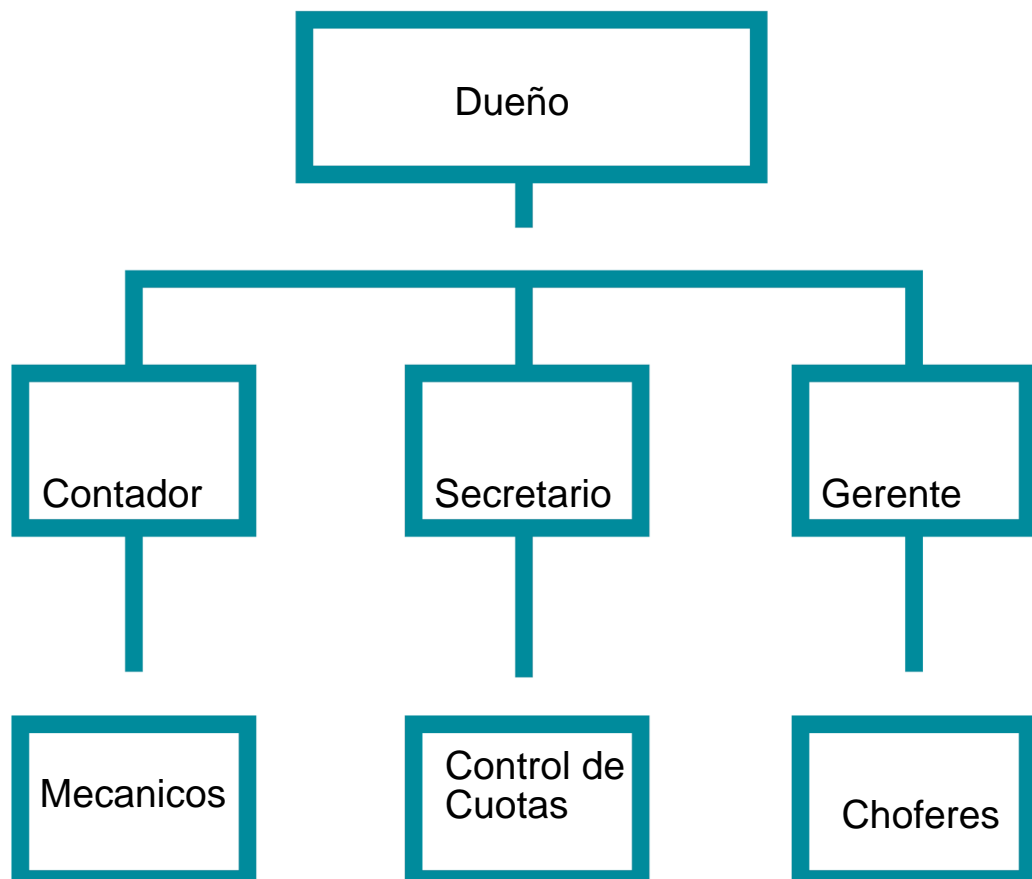 Dueño
Contador
Secretario
Gerente
Mecanicos
Control de
Cuotas
Choferes